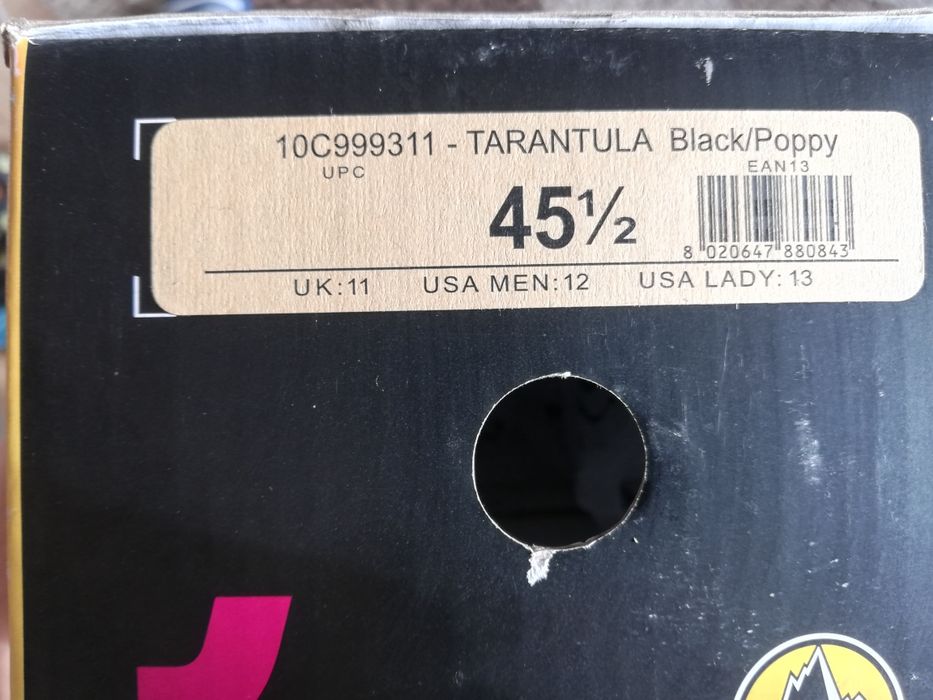 10C999311 - TARANTULA Black/Poppy
UPC EAN13
45½
8 020647 880843
UK:11 USA MEN:12 USA LADY:13